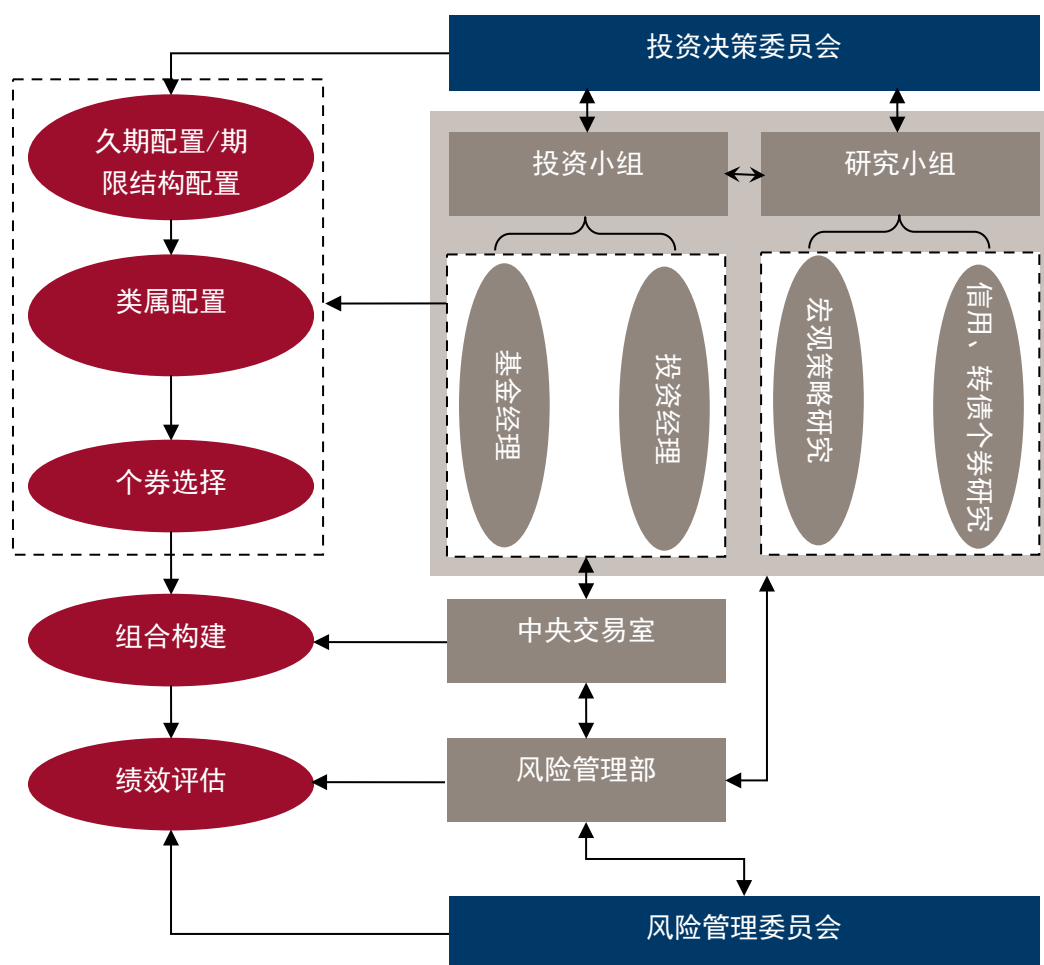 投资决策委员会
久期配置/期
限结构配置
投资小组
研究小组
类属配置
基金经理
投资经理
宏观策略研究
信用、转债个券研究
个券选择
组合构建
中央交易室
绩效评估
风险管理部
风险管理委员会